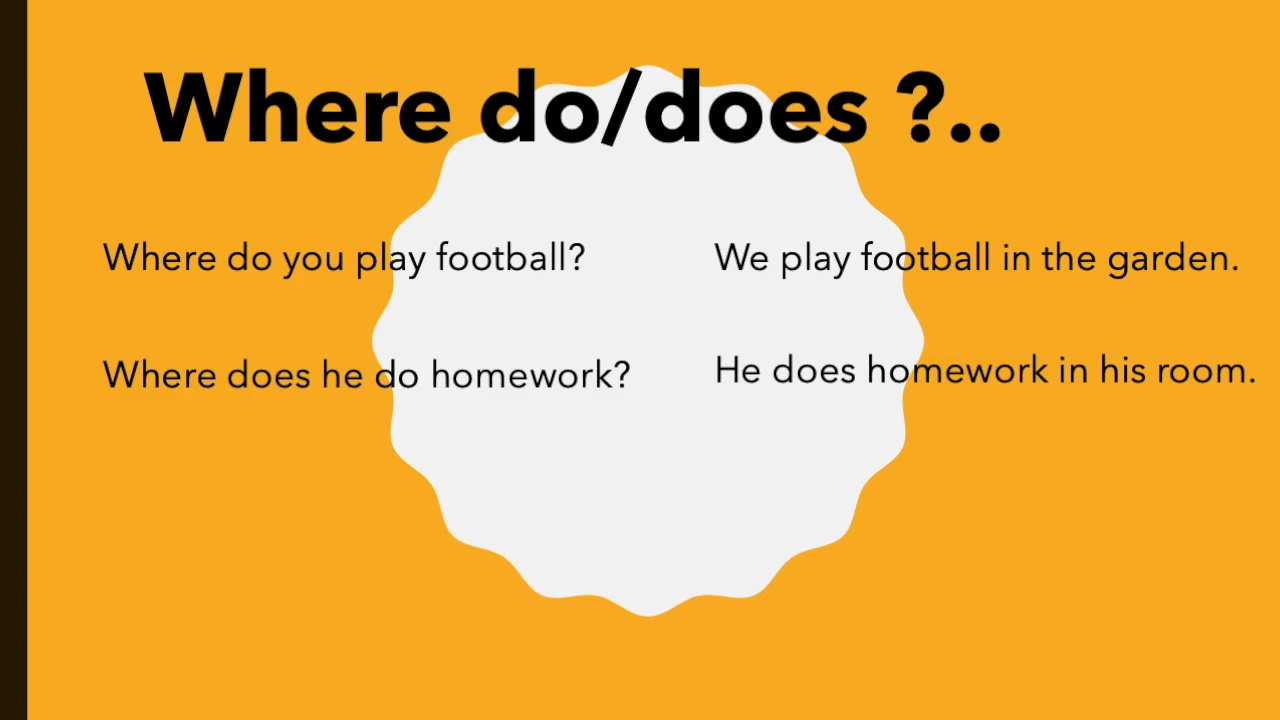 Where do/does ?..
Where do you play football?
We play football in the garden.
Where does he do homework?
He does homework in his room.